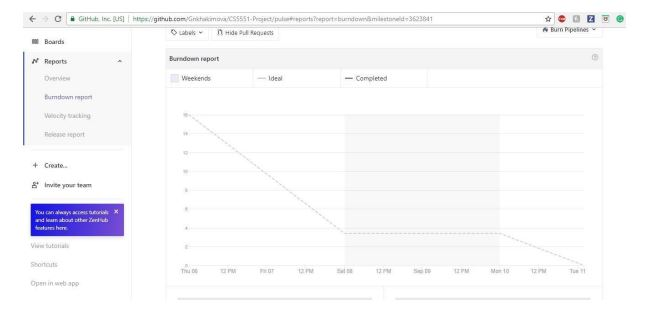 GitHub, Inc. [US] | https://github.com/Gnkhakimova/CS5551-Project/pulse#reports?report=burndown&milestoneId=3623841
Labels
Hide Pull Requests
Burn Pipelines
Boards
Reports
Overview
Burndown report
Velocity tracking
Release report
+ Create...
Invite your team
You can always access tutorials
and learn about other ZenHub
features here.
X
View tutorials
Shortcuts
Open in web app
Burndown report
Weekends
Ideal
Completed
16
14
12
10
8
6
4
2
0
Thu 06 12 PM Fri 07 12 PM Sat 08 12 PM Sep 09 12 PM Mon 10 12 PM Tue 11